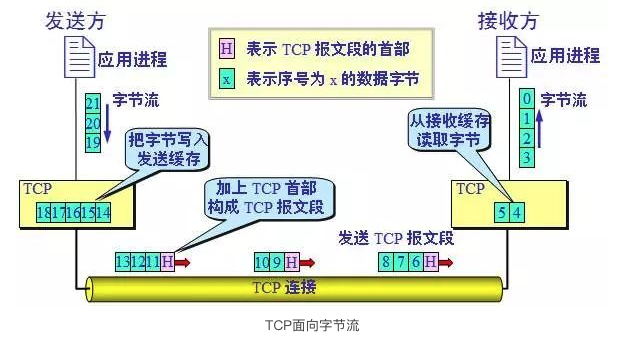 发送方
接收方
应用进程
H 表示 TCP 报文段的首部
x 表示序号为 x 的数据字节
应用进程
21
20
19
字节流
把字节写入
发送缓存
从接收缓存
读取字节
0
1
2
3
字节流
TCP
18 17 16 15 14
加上 TCP 首部
构成 TCP 报文段
TCP
5 4
发送 TCP 报文段
13 12 11 H
10 9 H
8 7 6 H
TCP 连接
TCP面向字节流